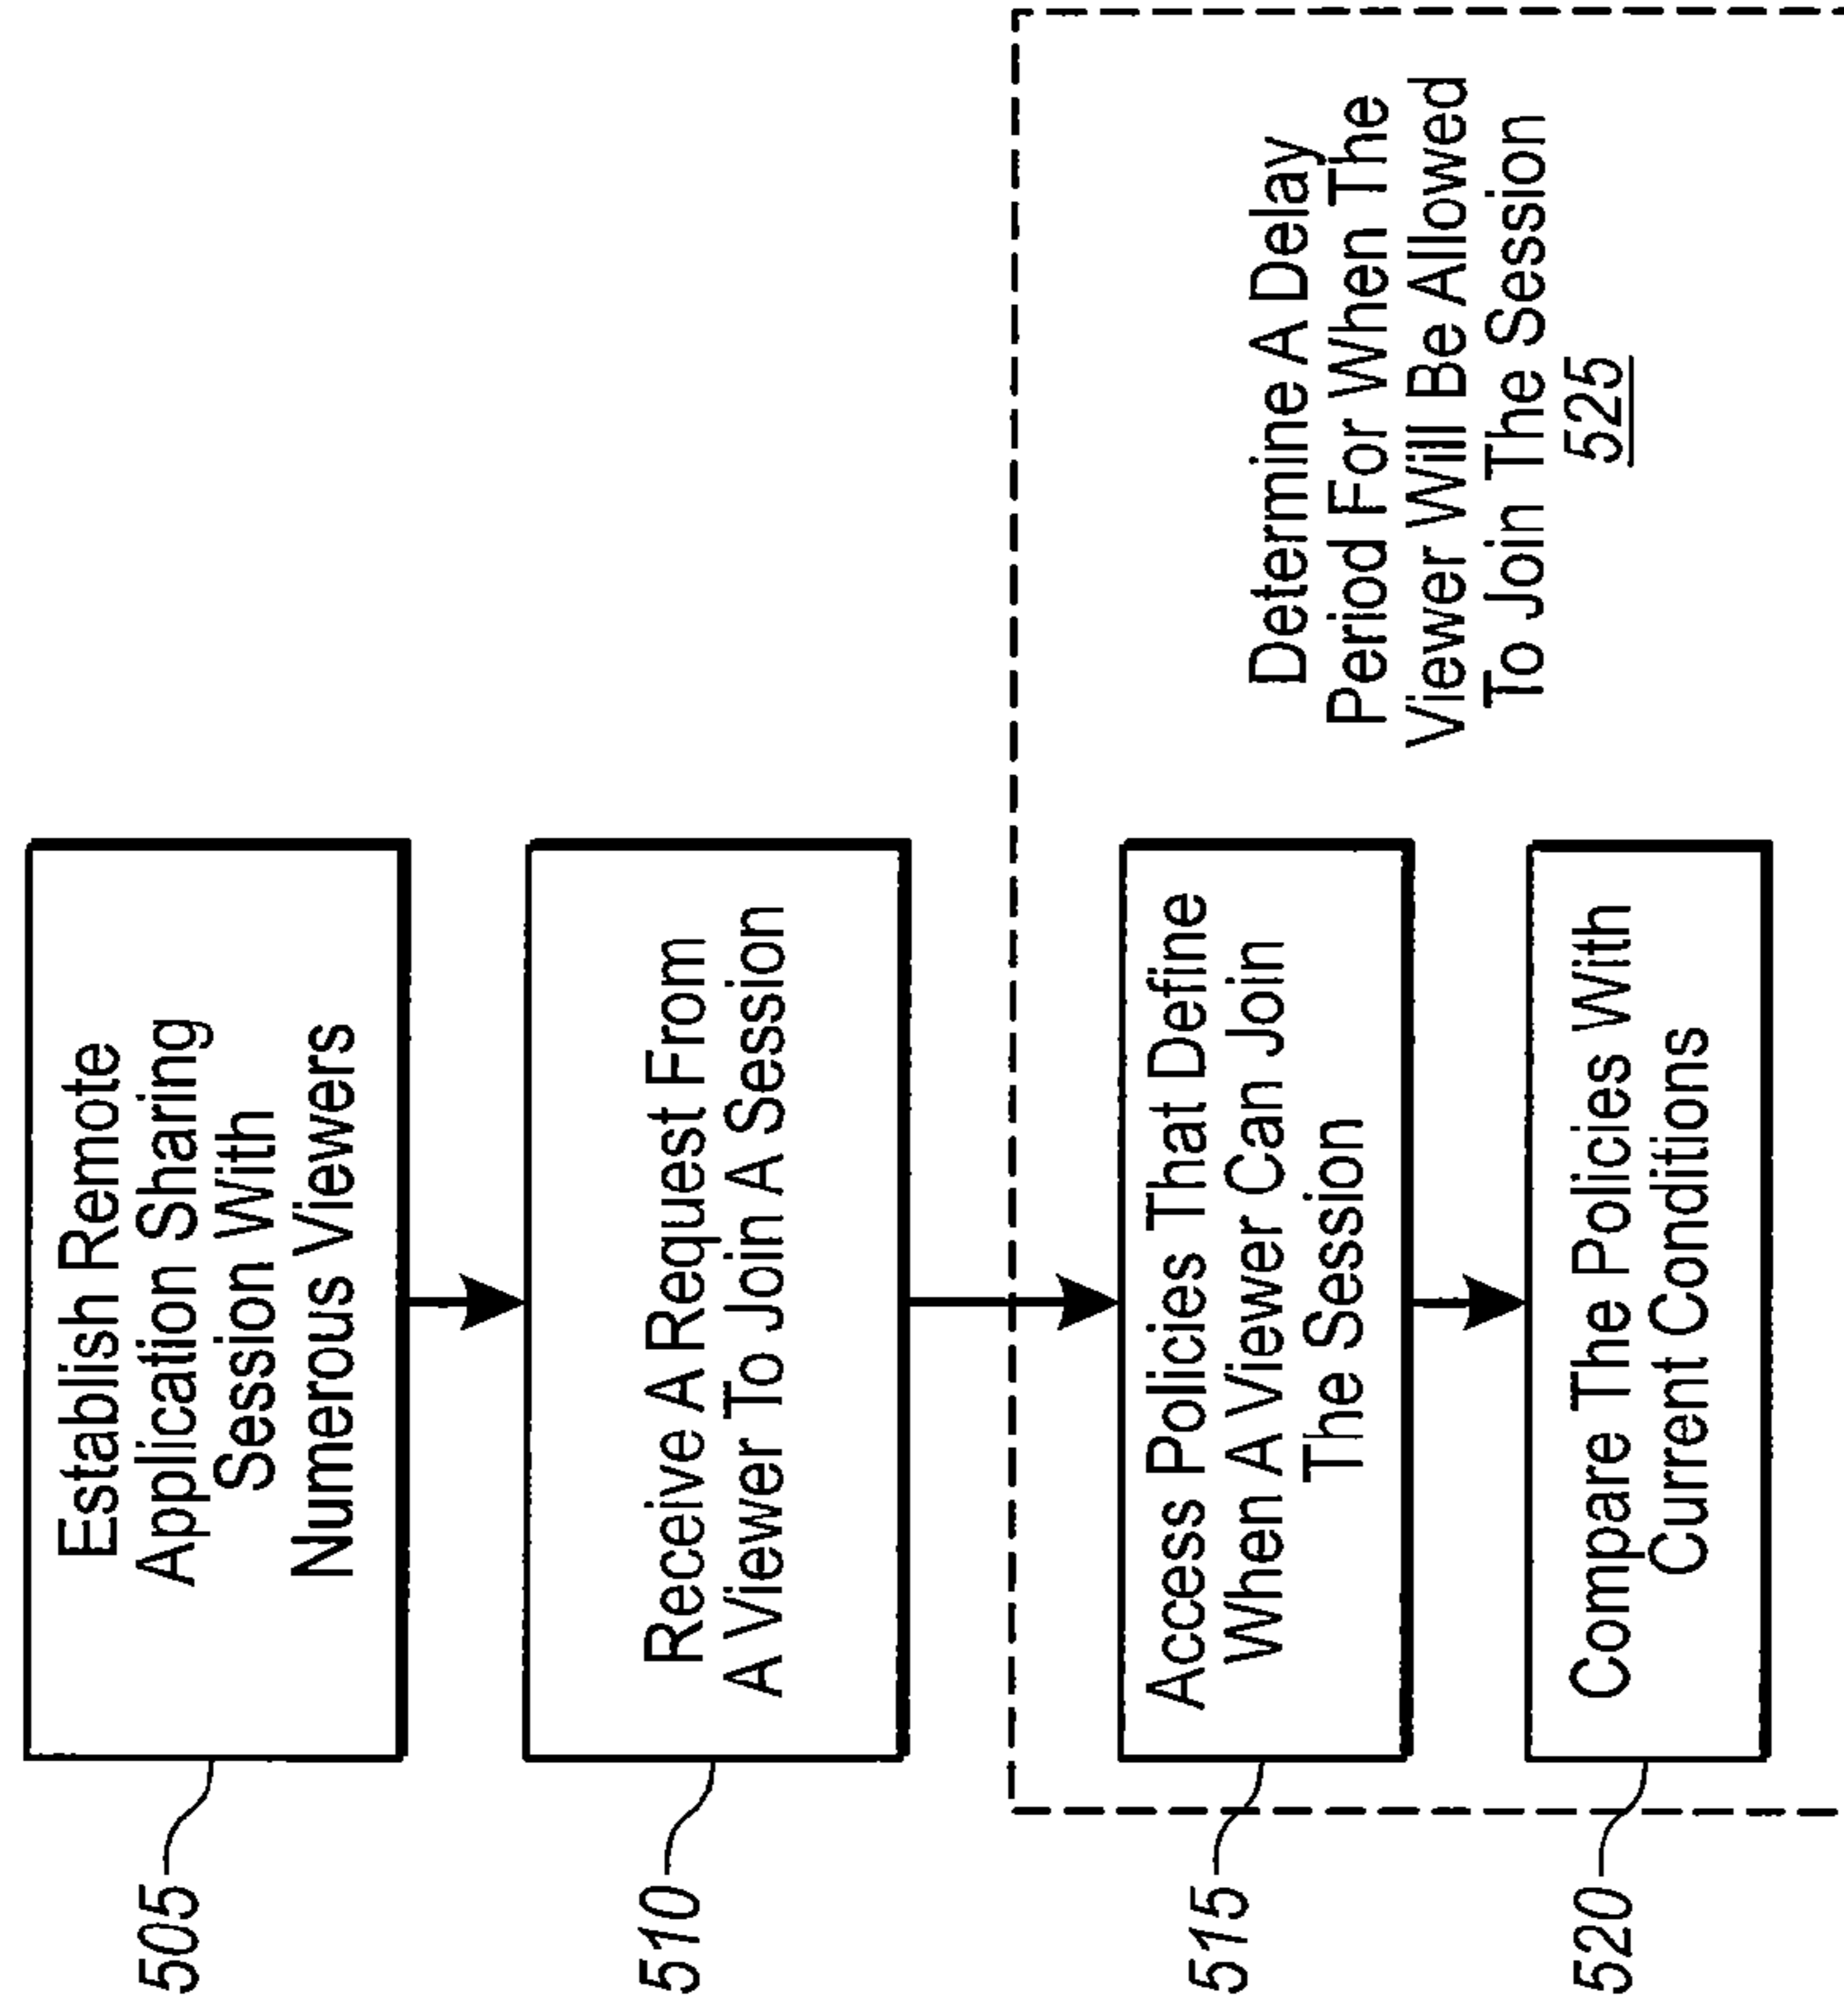 505
Establish Remote
Application Sharing
Session With
Numerous Viewers
510
Receive A Request From
A Viewer To Join A Session
515
Access Policies That Define
When A Viewer Can Join
The Session
520
Compare The Policies With
Current Conditions
Determine A Delay
Period For When The
Viewer Will Be Allowed
To Join The Session
525